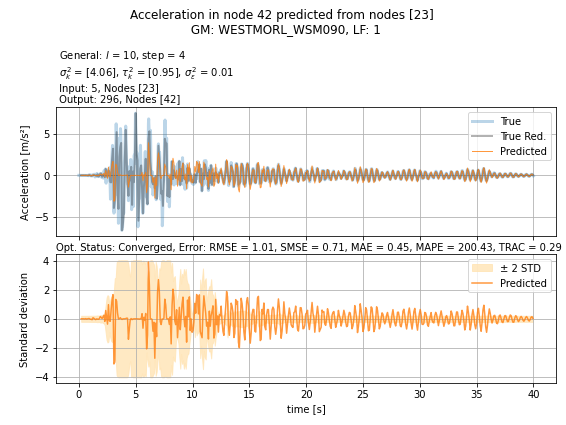 Acceleration in node 42 predicted from nodes [23]
GM: WESTMORL_WSM090, LF: 1
General: l = 10, step = 4
σ²ₖ = [4.06], τ²ₖ = [0.95], σ²ε = 0.01
Input: 5, Nodes [23]
Output: 296, Nodes [42]
Acceleration [m/s²]
5
0
−5
True
True Red.
Predicted
Opt. Status: Converged, Error: RMSE = 1.01, SMSE = 0.71, MAE = 0.45, MAPE = 200.43, TRAC = 0.29
Standard deviation
4
2
0
−2
−4
± 2 STD
Predicted
0 5 10 15 20 25 30 35 40
time [s]